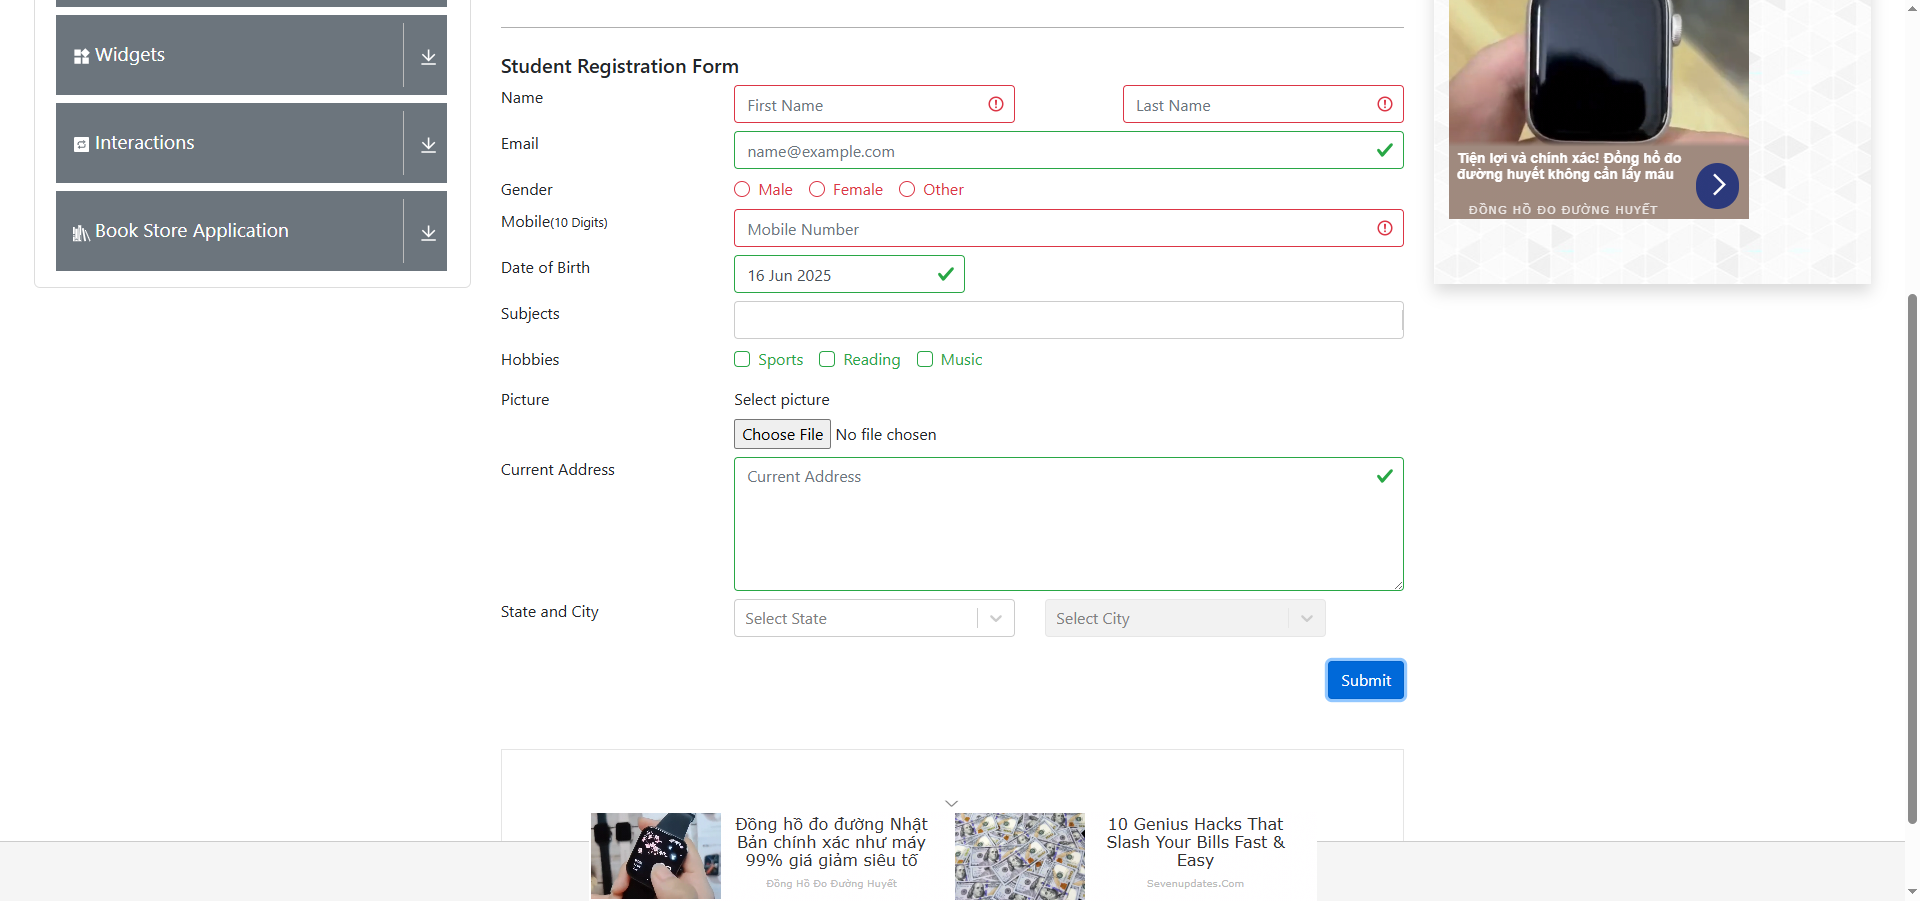 Widgets
Interactions
Book Store Application
Student Registration Form
Name
First Name
Last Name
Email
name@example.com
Gender
Male
Female
Other
Mobile(10 Digits)
Mobile Number
Date of Birth
16 Jun 2025
Subjects
Hobbies
Sports
Reading
Music
Picture
Select picture
Choose File No file chosen
Current Address
Current Address
State and City
Select State
Select City
Submit
Tiện lợi và chính xác! Đồng hồ đo
đường huyết không cần lấy máu
ĐỒNG HỒ ĐO ĐƯỜNG HUYẾT
Đồng hồ đo đường Nhật
Bản chính xác như máy
99% giá giảm siêu tố
Đồng Hồ Đo Đường Huyết
10 Genius Hacks That
Slash Your Bills Fast &
Easy
Sevenupdates.Com